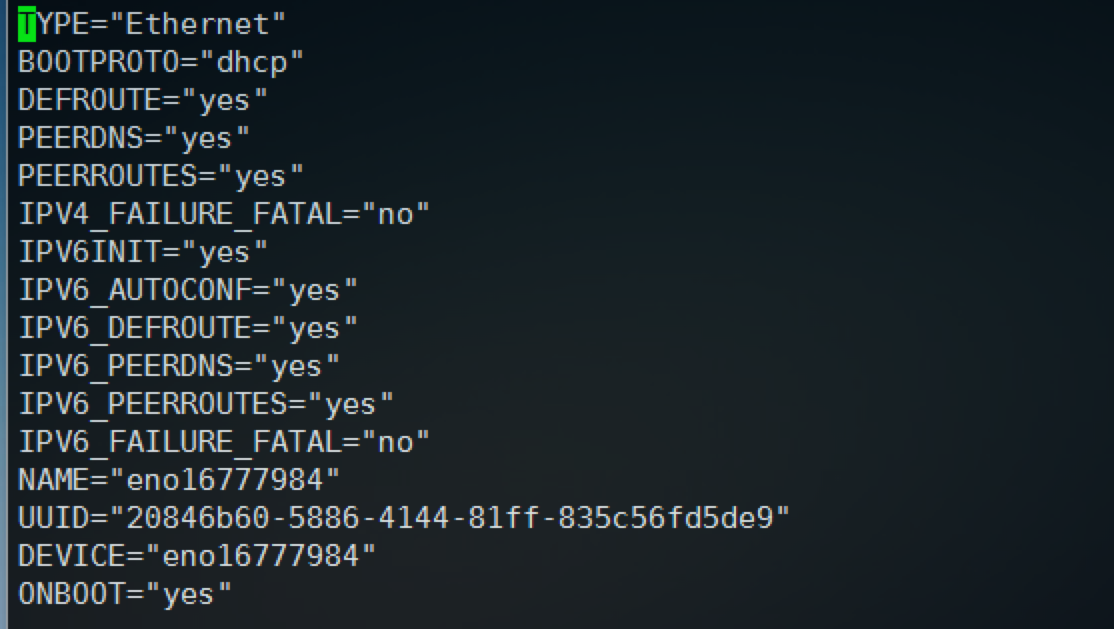 TYPE="Ethernet"
BOOTPROTO="dhcp"
DEFROUTE="yes"
PEERDNS="yes"
PEERROUTES="yes"
IPV4_FAILURE_FATAL="no"
IPV6INIT="yes"
IPV6_AUTOCONF="yes"
IPV6_DEFROUTE="yes"
IPV6_PEERDNS="yes"
IPV6_PEERROUTES="yes"
IPV6_FAILURE_FATAL="no"
NAME="eno16777984"
UUID="20846b60-5886-4144-81ff-835c56fd5de9"
DEVICE="eno16777984"
ONBOOT="yes"